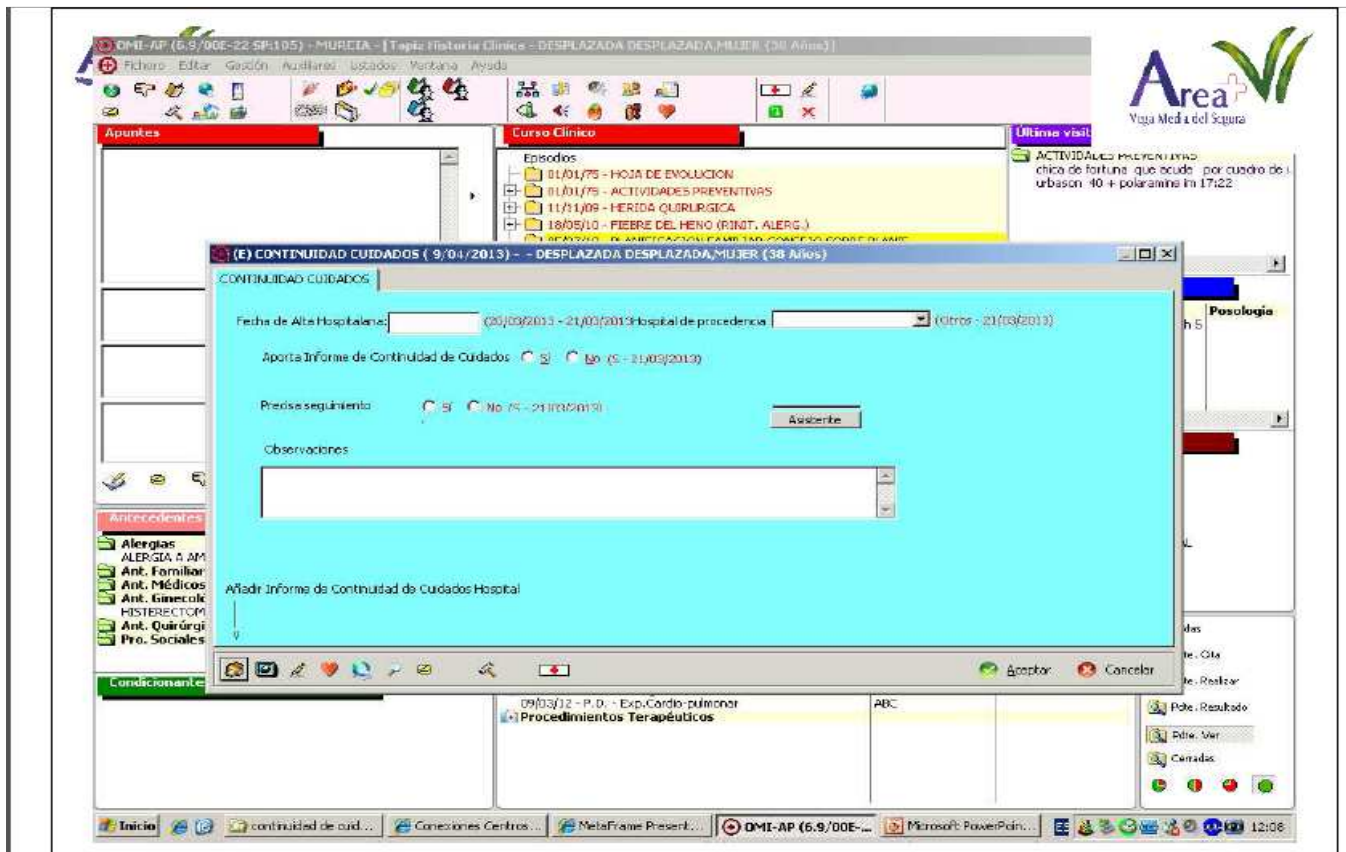 OMI-AP (6.9/00E-22 SP:105) - MURCIA - [Tapiz Historia Clinica - DESPLAZADA DESPLAZADA,MUJER (38 Años)]
Fichero Editar Gestión Auxiliares Listados Ventana Ayuda
Area
Vega Media del Segura
Apuntes
Curso Clínico
Última visit
Episodios
01/01/75 - HOJA DE EVOLUCION
01/01/75 - ACTIVIDADES PREVENTIVAS
11/11/09 - HERIDA QUIRURGICA
18/05/10 - FIEBRE DEL HENO (RINIT. ALERG.)
ACTIVIDADES PREVENTIVAS
chica de fortuna que acude por cuadro de
urbason 40 + polaramine im 17:22
(E) CONTINUIDAD CUIDADOS ( 9/04/2013) - - DESPLAZADA DESPLAZADA,MUJER (38 Años)
CONTINUIDAD CUIDADOS
Fecha de Alta Hospitalaria: (20/03/2013 - 21/03/2013 Hospital de procedencia (Otros - 21/03/2013)
Aporta Informe de Continuidad de Cuidados Sí No (S - 21/03/2013)
Precisa seguimiento Sí No (S - 21/03/2013)
Asistente
Observaciones
Añadir Informe de Continuidad de Cuidados Hospital
Aceptar Cancelar
Posologia
h 5
Antecedentes
Alergias
ALERGIA A AM
Ant. Familiar
Ant. Médicos
Ant. Ginecoló
HISTERECTOM
Ant. Quirúrgi
Pro. Sociales
Condicionante
09/03/12 - P.D. - Exp.Cardio-pulmonar ABC
Procedimientos Terapéuticos
das
te. Cita
te. Realizar
Pdte. Resultado
Pdte. Ver
Cerradas
Inicio continuidad de cuid... Conexiones Centros... MetaFrame Present... OMI-AP (6.9/00E-... Microsoft PowerPoin... 12:08